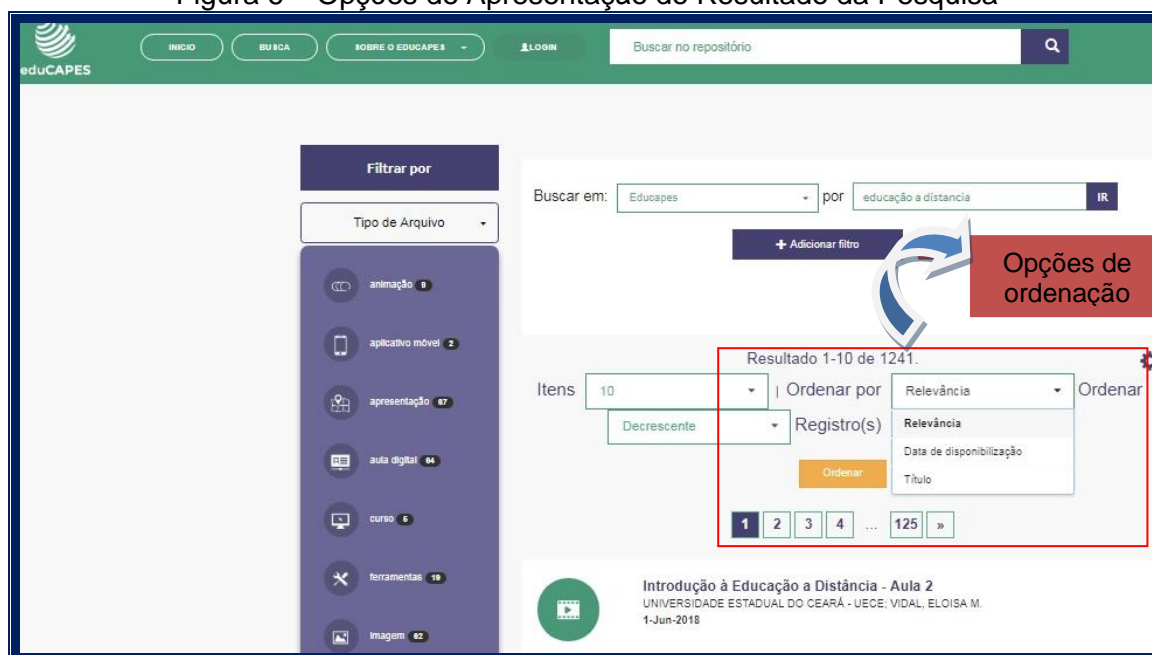 Figura 8 – Opções de Apresentação do Resultado da Pesquisa
eduCAPES
INICIO
BUSCA
SOBRE O EDUCAPES
LOGIN
Buscar no repositório
Filtrar por
Tipo de Arquivo
animação 9
aplicativo móvel 2
apresentação 67
aula digital 64
curso 5
ferramentas 19
Imagem 62
Buscar em: Educapes por educação a distancia IR
+ Adicionar filtro
Opções de
ordenação
Resultado 1-10 de 1241.
Itens 10 | Ordenar por Relevância Ordenar
Decrescente Registro(s)
Relevância
Data de disponibilização
Título
Ordenar
1 2 3 4 ... 125 »
Introdução à Educação a Distância - Aula 2
UNIVERSIDADE ESTADUAL DO CEARÁ - UECE; VIDAL, ELOISA M.
1-Jun-2018